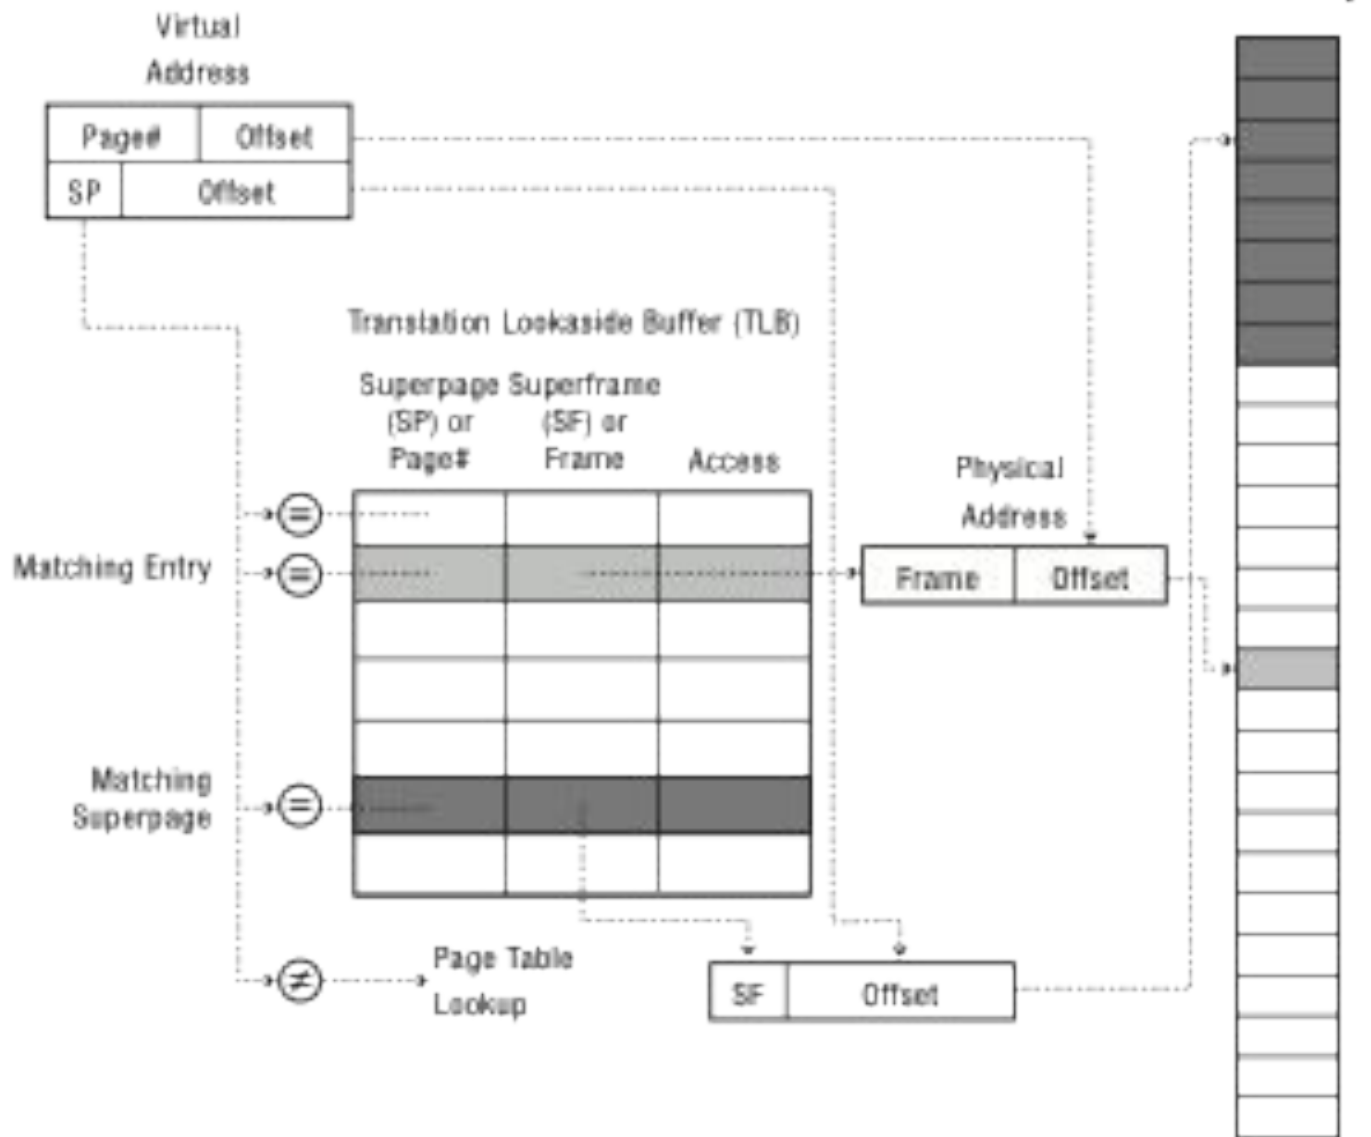 Virtual
Address
Page# Offset
SP Offset
Translation Lookaside Buffer (TLB)
Superpage Superframe
(SP) or (SF) or
Page# Frame Access
Physical
Address
=
Matching Entry = Frame Offset
Matching
Superpage =
≠ Page Table
Lookup
SF Offset